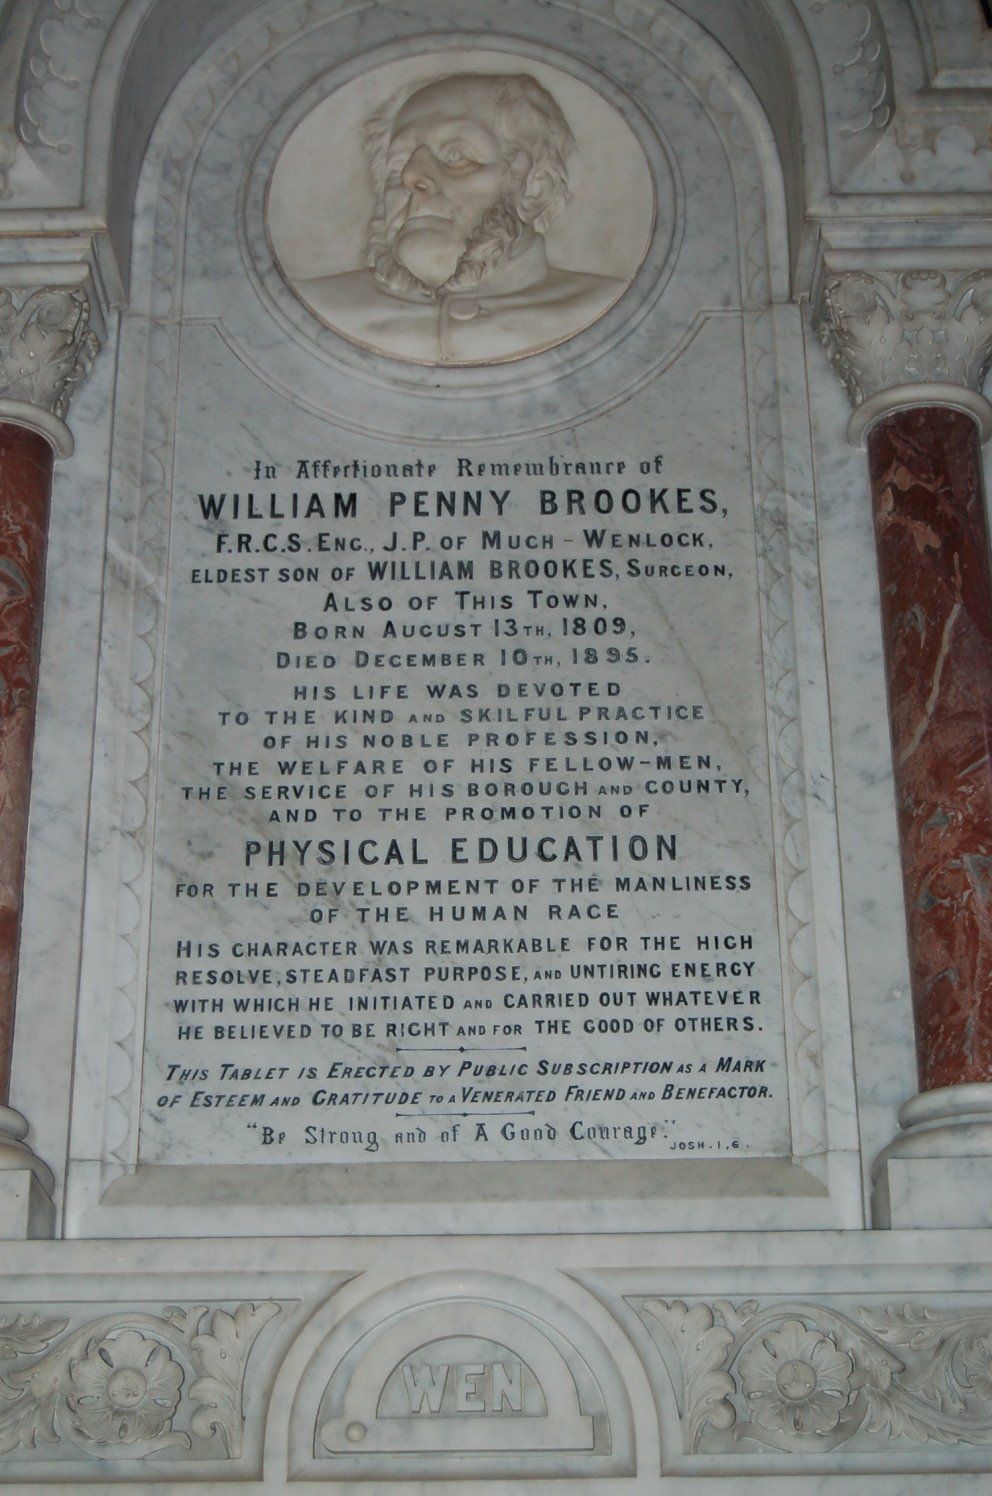 In Affectionate Remembrance of
WILLIAM PENNY BROOKES,
F.R.C.S. ENG., J.P. OF MUCH-WENLOCK,
ELDEST SON OF WILLIAM BROOKES, SURGEON,
ALSO OF THIS TOWN,
BORN AUGUST 13TH, 1809,
DIED DECEMBER 10TH, 1895.
HIS LIFE WAS DEVOTED
TO THE KIND AND SKILFUL PRACTICE
OF HIS NOBLE PROFESSION,
THE WELFARE OF HIS FELLOW-MEN,
THE SERVICE OF HIS BOROUGH AND COUNTY,
AND TO THE PROMOTION OF
PHYSICAL EDUCATION
FOR THE DEVELOPMENT OF THE MANLINESS
OF THE HUMAN RACE
HIS CHARACTER WAS REMARKABLE FOR THE HIGH
RESOLVE, STEADFAST PURPOSE, AND UNTIRING ENERGY
WITH WHICH HE INITIATED AND CARRIED OUT WHATEVER
HE BELIEVED TO BE RIGHT AND FOR THE GOOD OF OTHERS.
THIS TABLET IS ERECTED BY PUBLIC SUBSCRIPTION AS A MARK
OF ESTEEM AND GRATITUDE TO A VENERATED FRIEND AND BENEFACTOR.
"Be Strong and of A Good Courage." JOSH. 1, 6.
WEN